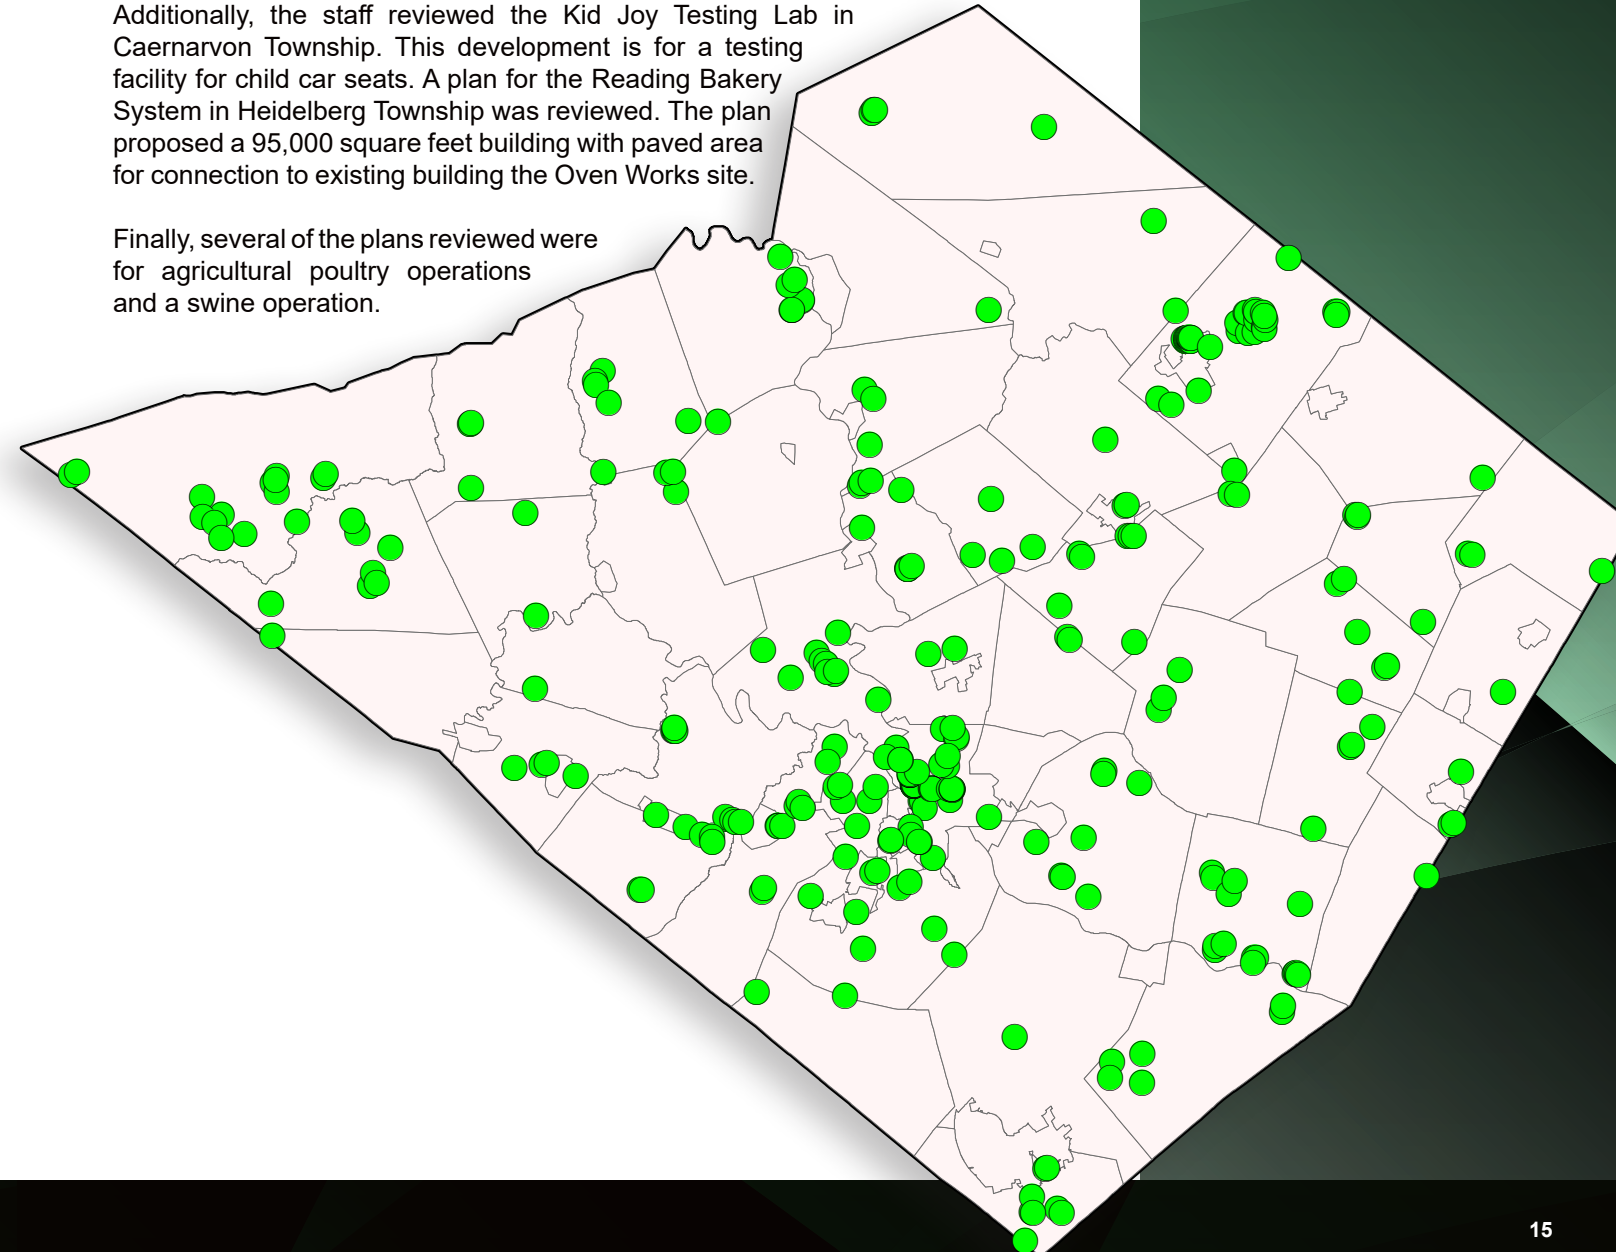 Additionally, the staff reviewed the Kid Joy Testing Lab in
Caernarvon Township. This development is for a testing
facility for child car seats. A plan for the Reading Bakery
System in Heidelberg Township was reviewed. The plan
proposed a 95,000 square feet building with paved area
for connection to existing building the Oven Works site.
Finally, several of the plans reviewed were
for agricultural poultry operations
and a swine operation.
15